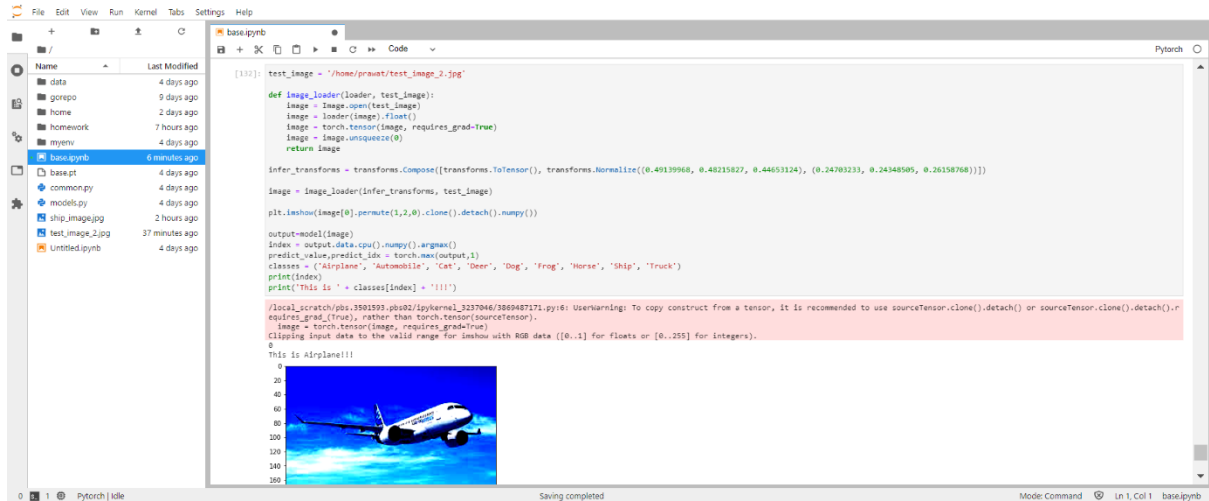 File Edit View Run Kernel Tabs Settings Help
base.ipynb
Code
Pytorch
/
Name Last Modified
data 4 days ago
gorepo 9 days ago
home 2 days ago
homework 7 hours ago
myenv 4 days ago
base.ipynb 6 minutes ago
base.pt 4 days ago
common.py 4 days ago
models.py 4 days ago
ship_image.jpg 2 hours ago
test_image_2.jpg 37 minutes ago
Untitled.ipynb 4 days ago
[132]: test_image = '/home/prawat/test_image_2.jpg'
def image_loader(loader, test_image):
image = Image.open(test_image)
image = loader(image).float()
image = torch.tensor(image, requires_grad=True)
image = image.unsqueeze(0)
return image
infer_transforms = transforms.Compose([transforms.ToTensor(), transforms.Normalize((0.49139968, 0.48215827, 0.44653124), (0.24703233, 0.24348505, 0.26158768))])
image = image_loader(infer_transforms, test_image)
plt.imshow(image[0].permute(1,2,0).clone().detach().numpy())
output=model(image)
index = output.data.cpu().numpy().argmax()
predict_value,predict_idx = torch.max(output,1)
classes = ('Airplane', 'Automobile', 'Cat', 'Deer', 'Dog', 'Frog', 'Horse', 'Ship', 'Truck')
print(index)
print('This is ' + classes[index] + '!!!')
/local_scratch/pbs.3501593.pbs02/ipykernel_3237046/3869487171.py:6: UserWarning: To copy construct from a tensor, it is recommended to use sourceTensor.clone().detach() or sourceTensor.clone().detach().r
equires_grad_(True), rather than torch.tensor(sourceTensor).
image = torch.tensor(image, requires_grad=True)
Clipping input data to the valid range for imshow with RGB data ([0..1] for floats or [0..255] for integers).
0
This is Airplane!!!
0
20
40
60
80
100
120
140
160
0 1 Pytorch | Idle Saving completed Mode: Command Ln 1, Col 1 base.ipynb